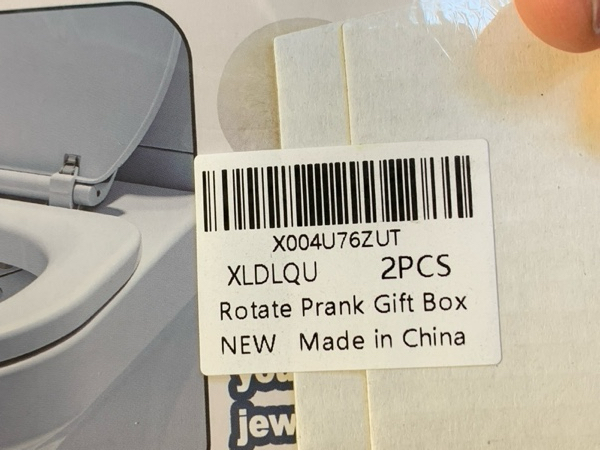 X004U76ZUT
XLDLQU 2PCS
Rotate Prank Gift Box
NEW Made in China
jew